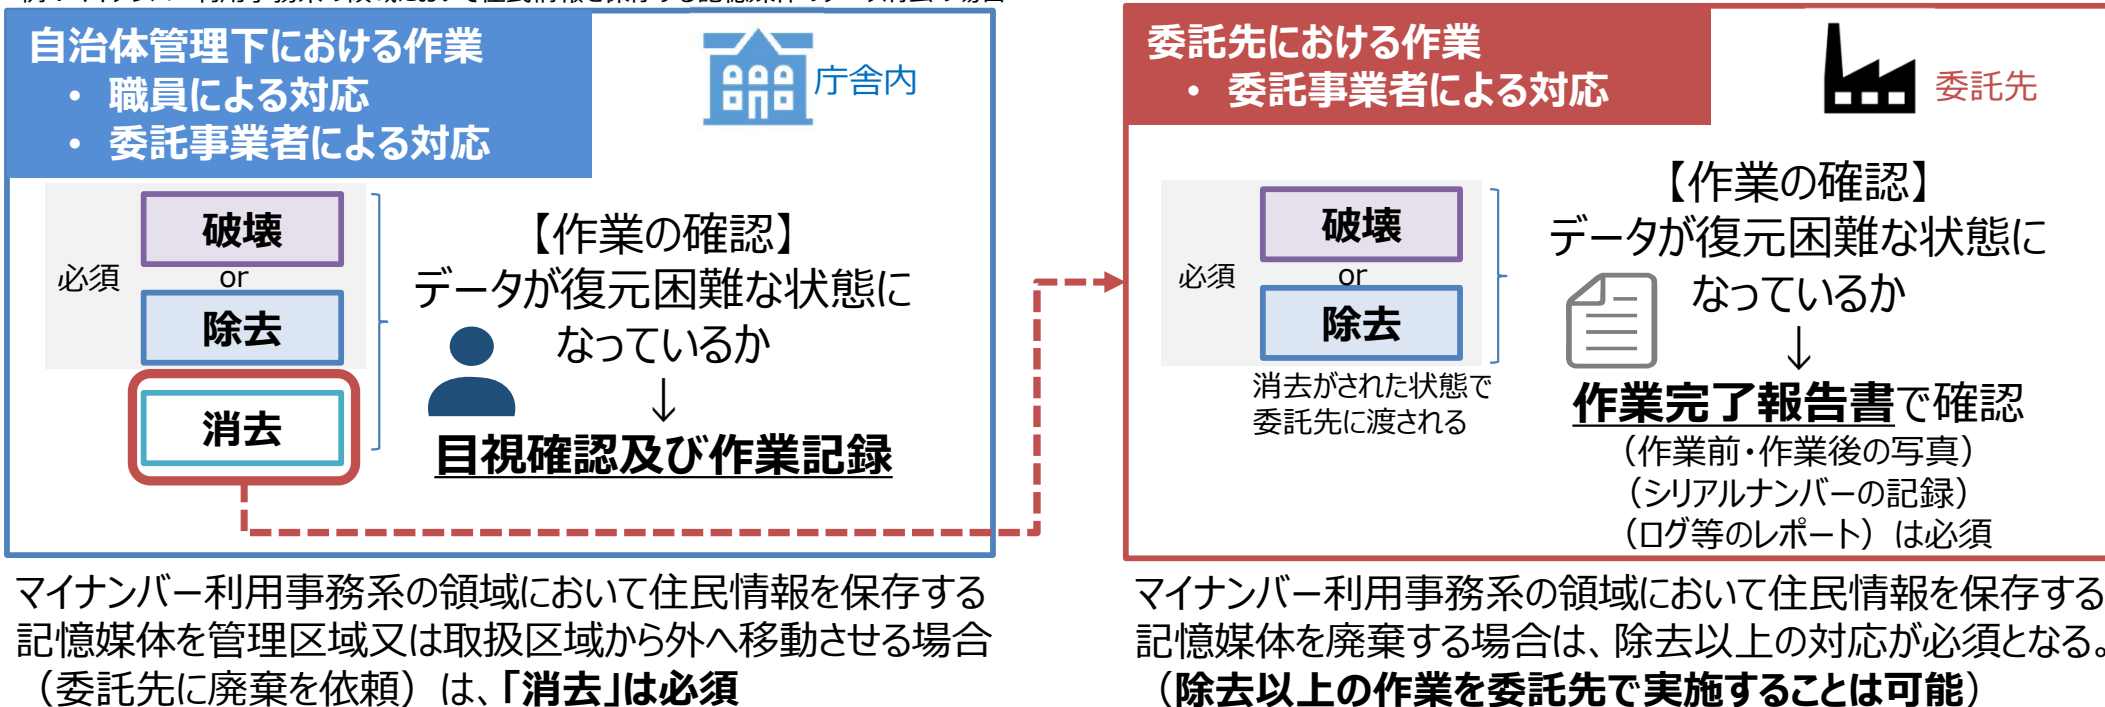 自治体管理下における作業
・ 職員による対応
・ 委託事業者による対応
庁舎内
必須
破壊
or
除去
消去
【作業の確認】
データが復元困難な状態に
なっているか
↓
目視確認及び作業記録
マイナンバー利用事務系の領域において住民情報を保存する
記憶媒体を管理区域又は取扱区域から外へ移動させる場合
（委託先に廃棄を依頼）は、「消去」は必須
委託先における作業
・ 委託事業者による対応
委託先
必須
破壊
or
除去
消去がされた状態で
委託先に渡される
【作業の確認】
データが復元困難な状態に
なっているか
↓
作業完了報告書で確認
（作業前・作業後の写真）
（シリアルナンバーの記録）
（ログ等のレポート）は必須
マイナンバー利用事務系の領域において住民情報を保存する
記憶媒体を廃棄する場合は、除去以上の対応が必須となる。
（除去以上の作業を委託先で実施することは可能）